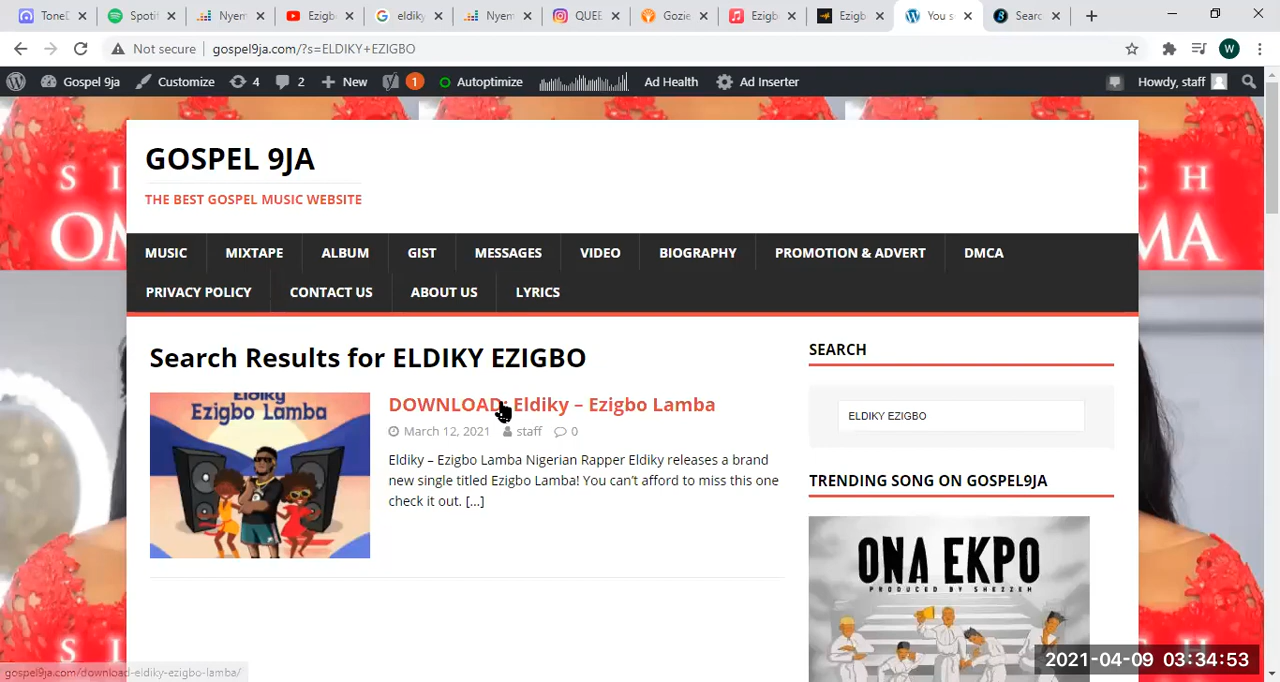 ToneD
Spotif
Nyem
Ezigb
eldiky
Nyem
QUEE
Gozie
Ezigb
Ezigb
You s
Searc
Not secure
gospel9ja.com/?s=ELDIKY+EZIGBO
W
Gospel 9ja
Customize
4
2
New
1
Autoptimize
Ad Health
Ad Inserter
Howdy, staff
GOSPEL 9JA
THE BEST GOSPEL MUSIC WEBSITE
MUSIC
MIXTAPE
ALBUM
GIST
MESSAGES
VIDEO
BIOGRAPHY
PROMOTION & ADVERT
DMCA
PRIVACY POLICY
CONTACT US
ABOUT US
LYRICS
Search Results for ELDIKY EZIGBO
Eldiky
Ezigbo Lamba
DOWNLOAD: Eldiky – Ezigbo Lamba
March 12, 2021 staff 0
Eldiky – Ezigbo Lamba Nigerian Rapper Eldiky releases a brand
new single titled Ezigbo Lamba! You can’t afford to miss this one
check it out. [...]
SEARCH
ELDIKY EZIGBO
TRENDING SONG ON GOSPEL9JA
ONA EKPO
PRODUCED BY SHEZZEM
gospel9ja.com/download-eldiky-ezigbo-lamba/
2021-04-09 03:34:53